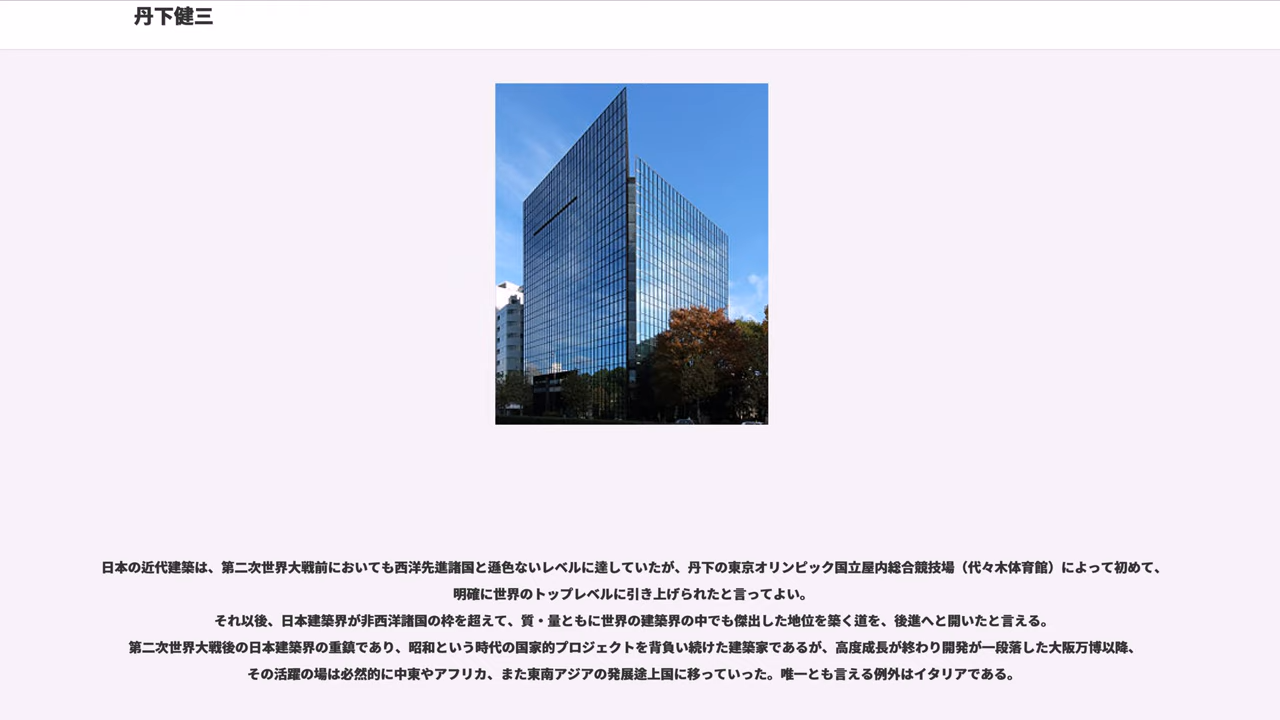 丹下健三
日本の近代建築は、第二次世界大戦前においても西洋先進諸国と遜色ないレベルに達していたが、丹下の東京オリンピック国立屋内総合競技場（代々木体育館）によって初めて、
明確に世界のトップレベルに引き上げられたと言ってよい。
それ以後、日本建築界が非西洋諸国の枠を超えて、質・量ともに世界の建築界の中でも傑出した地位を築く道を、後進へと開いたと言える。
第二次世界大戦後の日本建築界の重鎮であり、昭和という時代の国家的プロジェクトを背負い続けた建築家であるが、高度成長が終わり開発が一段落した大阪万博以降、
その活躍の場は必然的に中東やアフリカ、また東南アジアの発展途上国に移っていった。唯一とも言える例外はイタリアである。